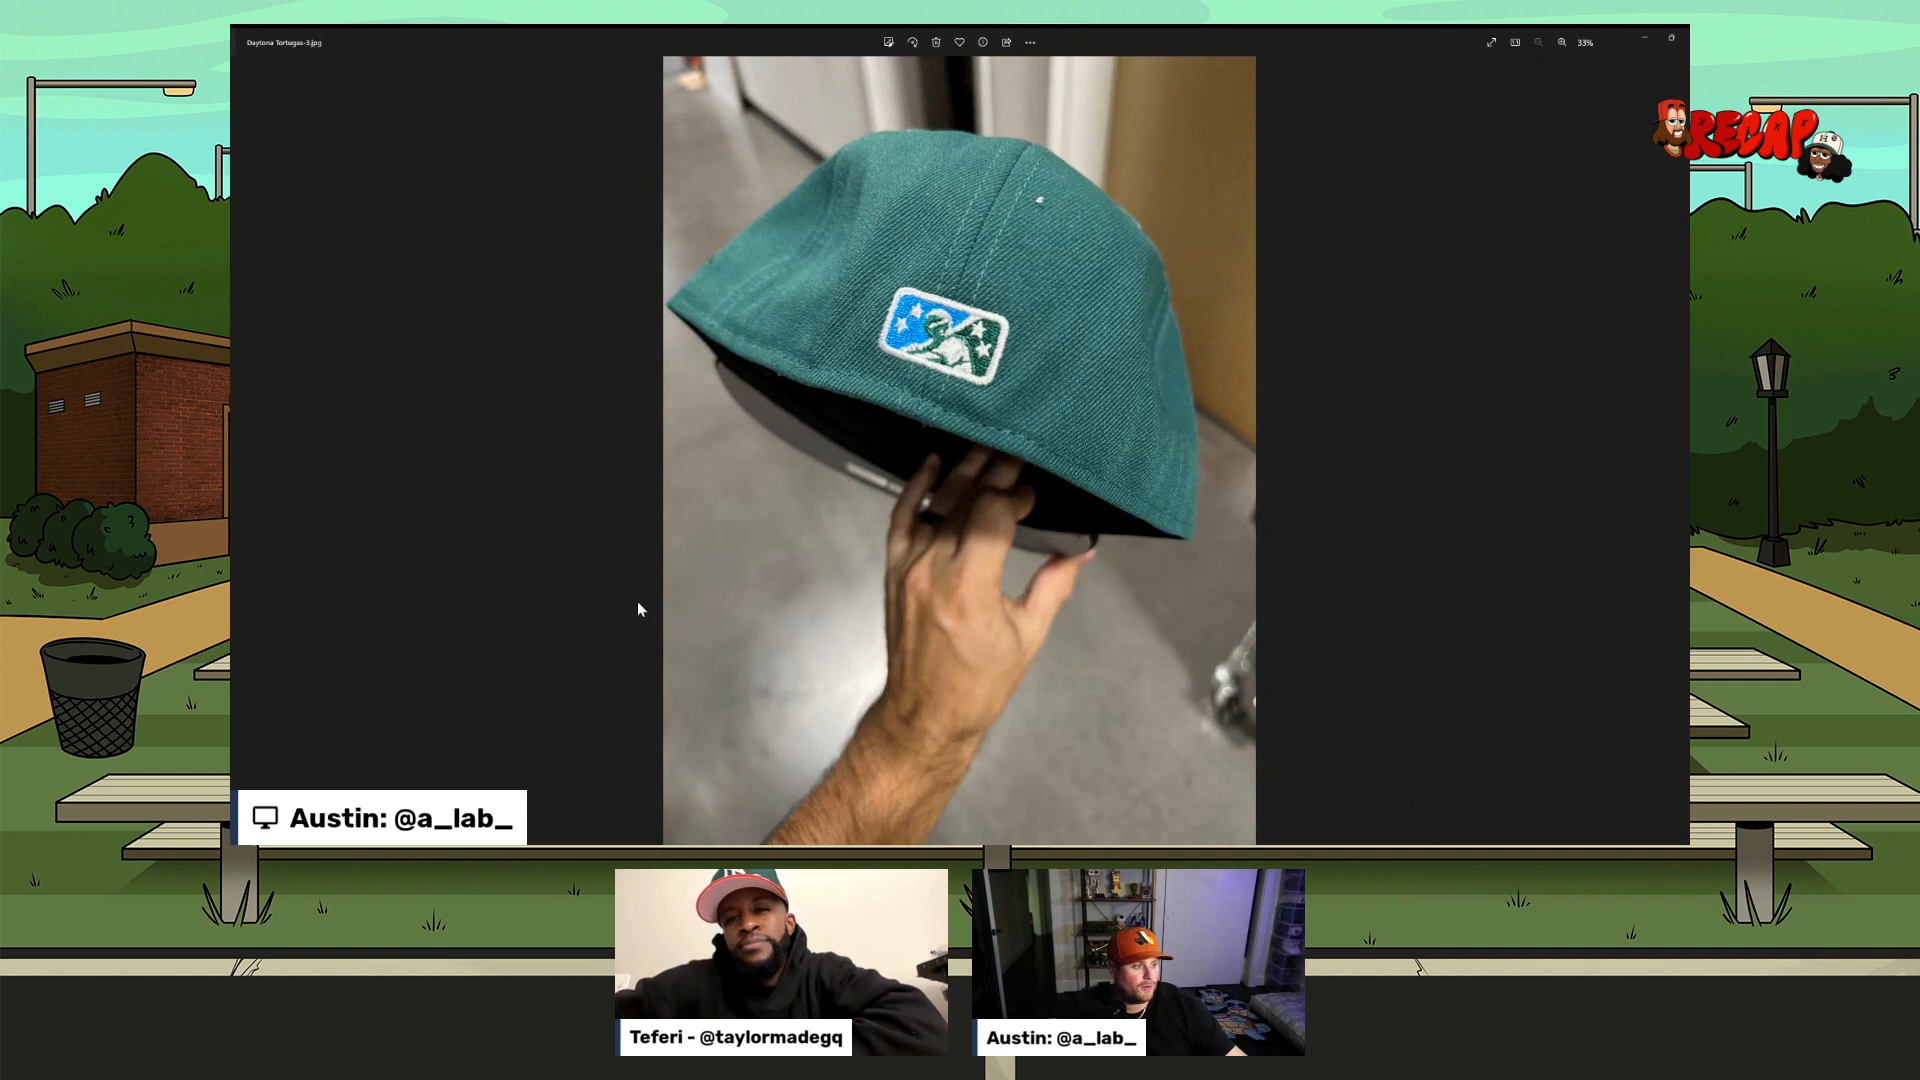 Daytona Tortugas-3.jpg
33%
RECAP
Austin: @a_lab_
Teferi - @taylormadegq
Austin: @a_lab_